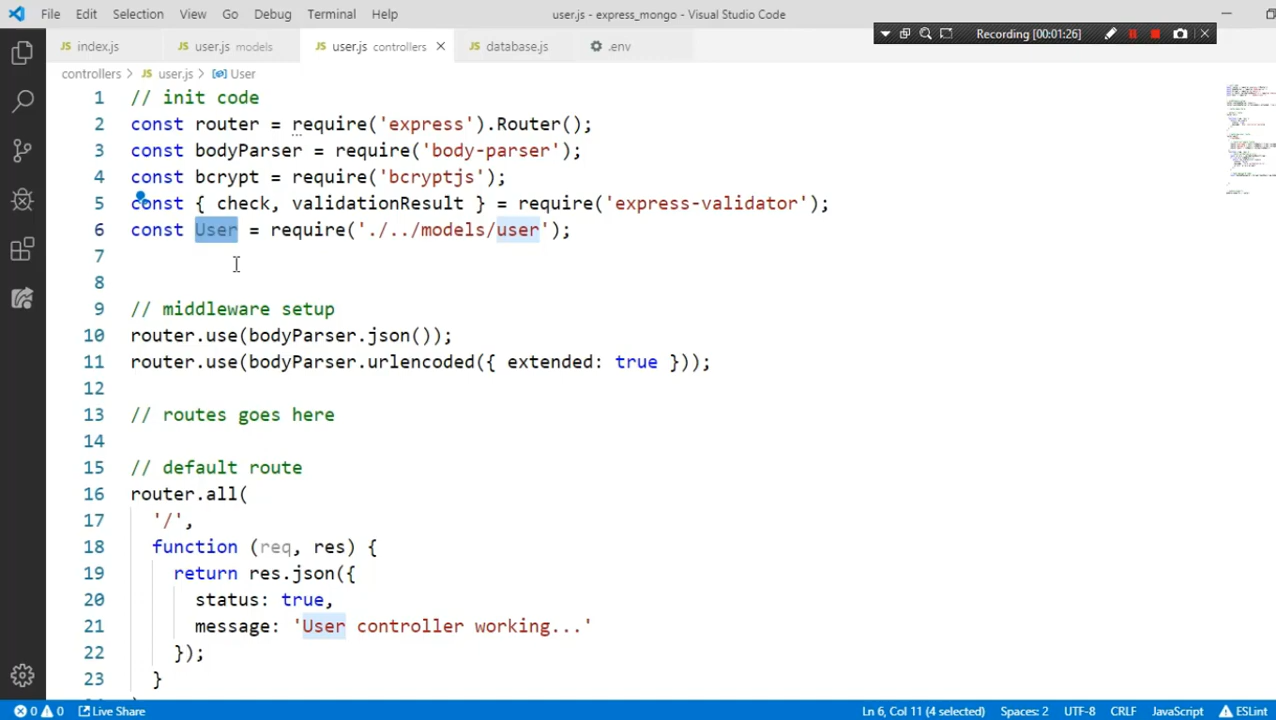 File Edit Selection View Go Debug Terminal Help user.js - express_mongo - Visual Studio Code
JS index.js JS user.js models JS user.js controllers JS database.js .env
Recording [00:01:26]
controllers > JS user.js > User
1 // init code
2 const router = require('express').Router();
3 const bodyParser = require('body-parser');
4 const bcrypt = require('bcryptjs');
5 const { check, validationResult } = require('express-validator');
6 const User = require('./../models/user');
7
8
9 // middleware setup
10 router.use(bodyParser.json());
11 router.use(bodyParser.urlencoded({ extended: true }));
12
13 // routes goes here
14
15 // default route
16 router.all(
17 '/',
18 function (req, res) {
19 return res.json({
20 status: true,
21 message: 'User controller working...'
22 });
23 }
0 0 Live Share Ln 6, Col 11 (4 selected) Spaces: 2 UTF-8 CRLF JavaScript ESLint